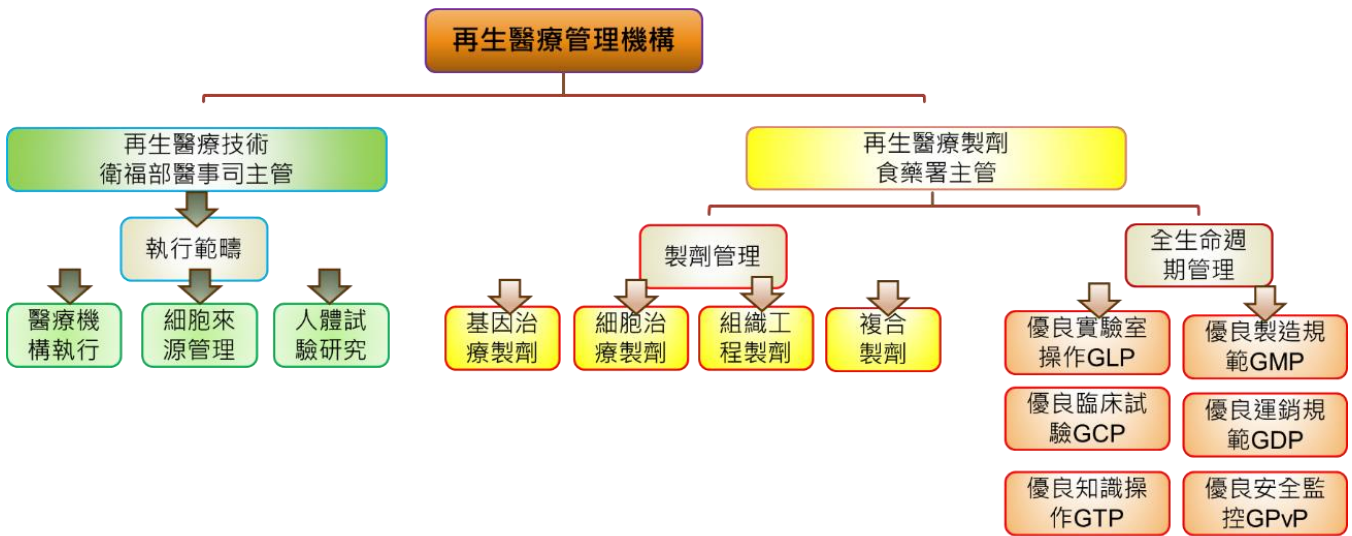 再生醫療管理機構
再生醫療技術
衛福部醫事司主管
執行範疇
醫療機
構執行
細胞來
源管理
人體試
驗研究
再生醫療製劑
食藥署主管
製劑管理
基因治
療製劑
細胞治
療製劑
組織工
程製劑
複合
製劑
全生命週
期管理
優良實驗室
操作GLP
優良製造規
範GMP
優良臨床試
驗GCP
優良運銷規
範GDP
優良知識操
作GTP
優良安全監
控GPvP